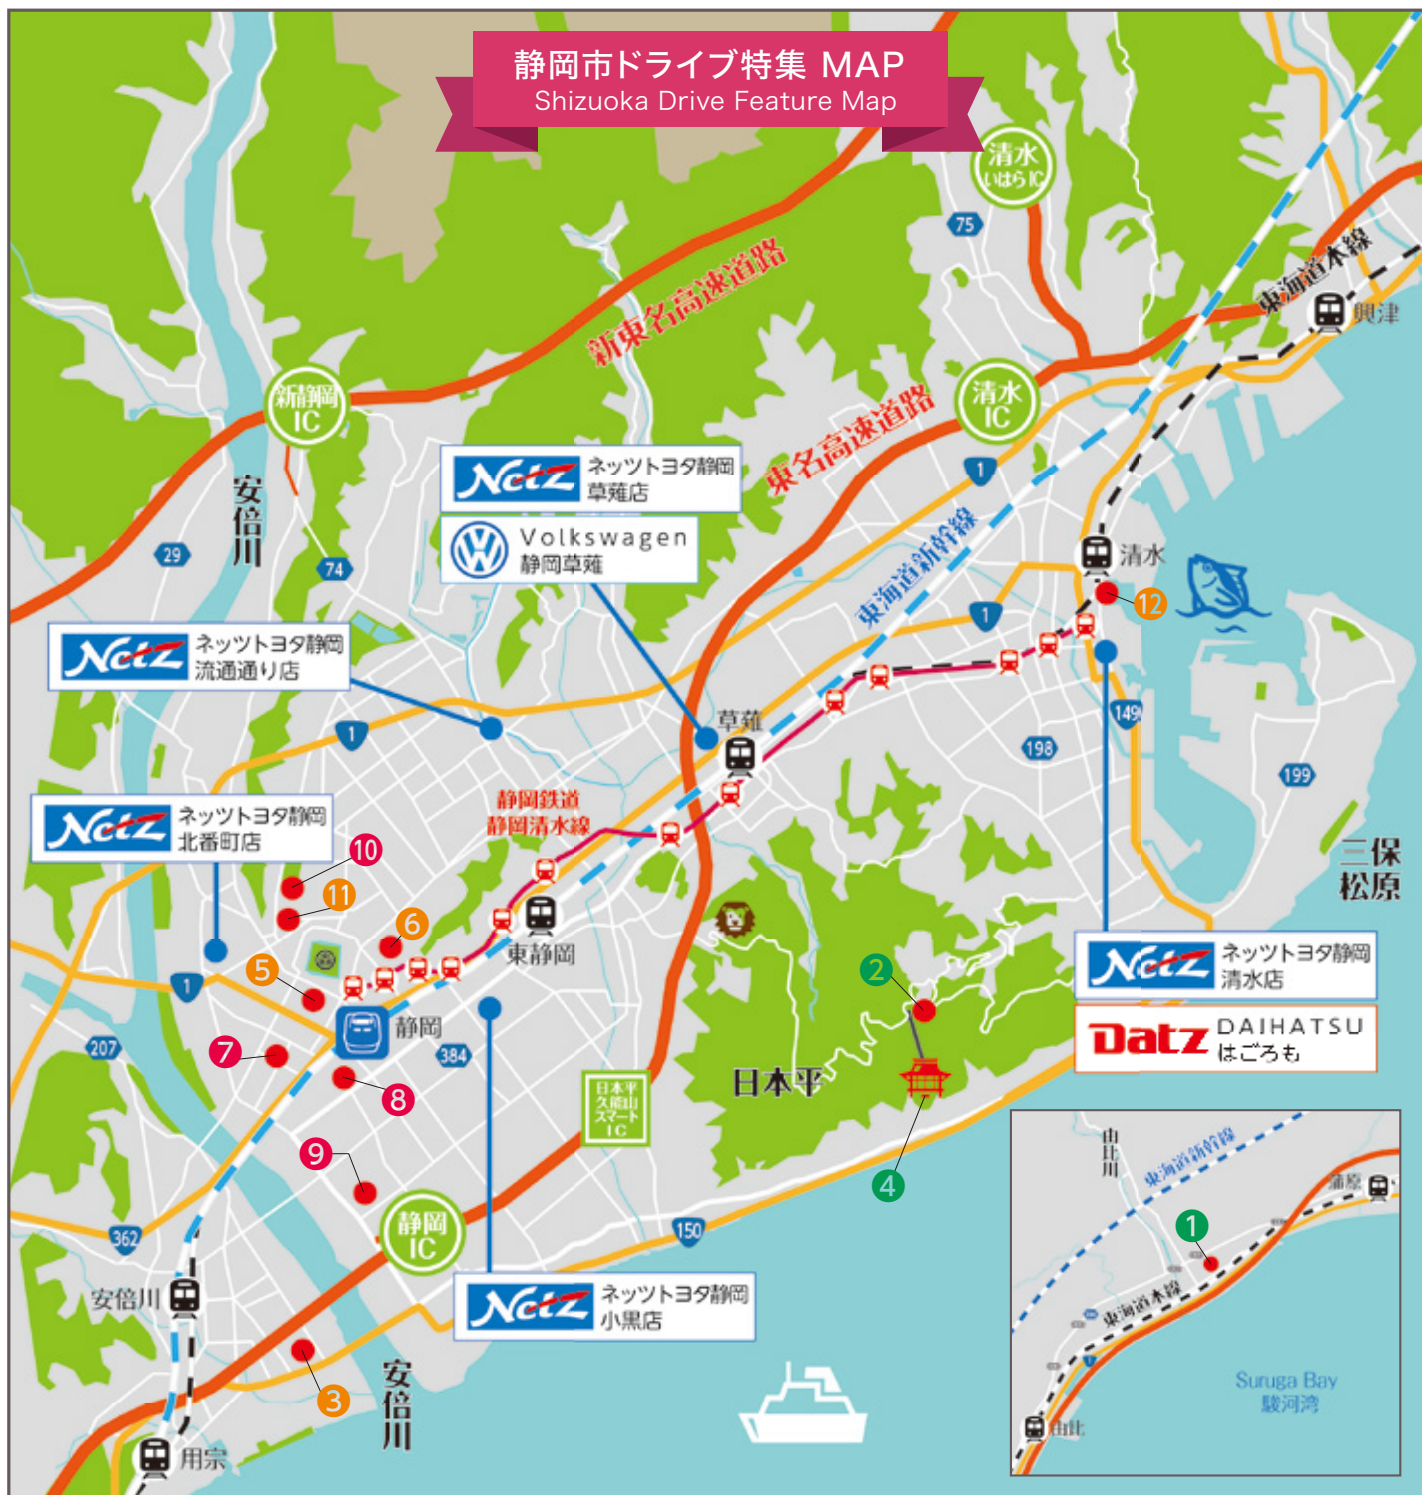 静岡市ドライブ特集 MAP
Shizuoka Drive Feature Map
清水
いはらIC
75
東海道本線
興津
新東名高速道路
新静岡
IC
清水
IC
東名高速道路
1
安倍川
Netz
ネッツトヨタ静岡
草薙店
Volkswagen
静岡草薙
29
74
東海道新幹線
清水
12
1
Netz
ネッツトヨタ静岡
流通通り店
149
1
草薙
198
199
Netz
ネッツトヨタ静岡
北番町店
静岡鉄道
静岡清水線
三保
松原
10
11
6
東静岡
5
1
2
Netz
ネッツトヨタ静岡
清水店
静岡
207
7
384
Datz
DAIHATSU
はごろも
8
日本平
久能山
スマート
IC
日本平
9
4
静岡
IC
150
362
安倍川
Netz
ネッツトヨタ静岡
小黒店
3
安倍川
用宗
由比川
東海道新幹線
蒲原
1
東海道本線
1
Suruga Bay
駿河湾
由比